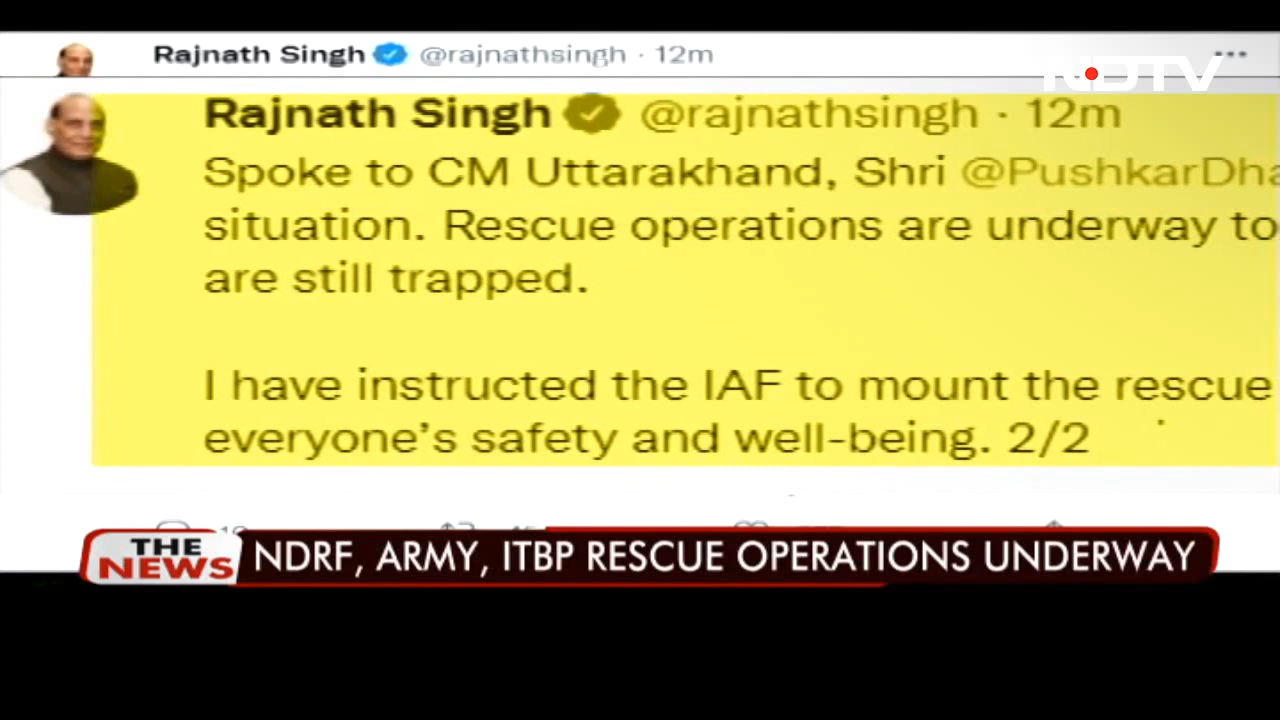 Rajnath Singh @rajnathsingh · 12m
NDTV
Rajnath Singh @rajnathsingh · 12m
Spoke to CM Uttarakhand, Shri @PushkarDha
situation. Rescue operations are underway to
are still trapped.
I have instructed the IAF to mount the rescue
everyone's safety and well-being. 2/2
THE NEWS
NDRF, ARMY, ITBP RESCUE OPERATIONS UNDERWAY